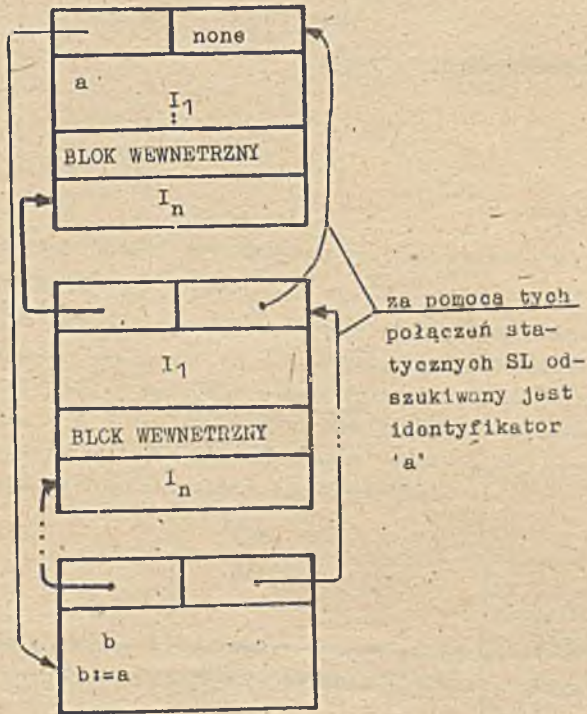 none
a
I1
:
BLOK WEWNETRZNY
In
I1
BLOK WEWNETRZNY
In
b
b:=a
za pomocą tych
połączeń sta-
tycznych SL od-
szukiwany jest
identyfikator
'a'